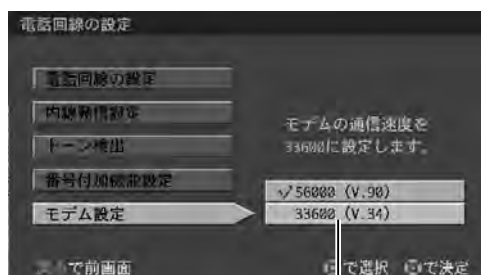 電話回線の設定
電話回線の設定
内線発信設定
トーン検出
番号付加機能設定
モデム設定
モデムの通信速度を
33600に設定します。
✓56000 (V.90)
33600 (V.34)
で前画面
で選択 で決定